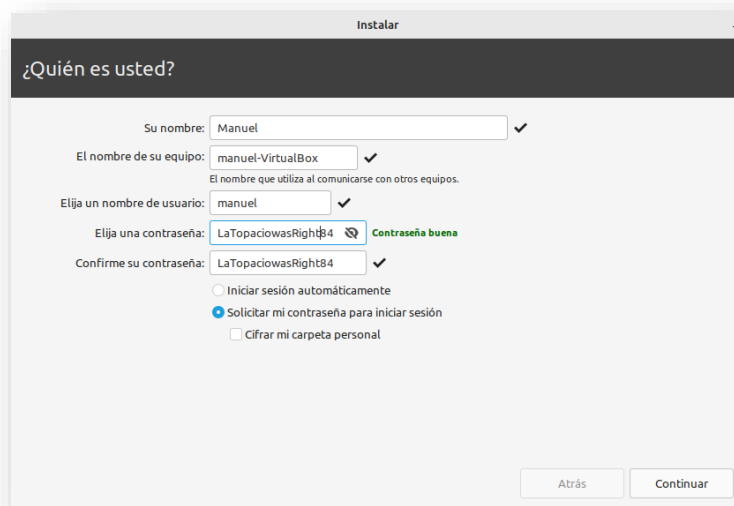 Instalar
¿Quién es usted?
Su nombre: Manuel
El nombre de su equipo: manuel-VirtualBox
El nombre que utiliza al comunicarse con otros equipos.
Elija un nombre de usuario: manuel
Elija una contraseña: LaTopaciowasRight84 Contraseña buena
Confirme su contraseña: LaTopaciowasRight84
Iniciar sesión automáticamente
Solicitar mi contraseña para iniciar sesión
Cifrar mi carpeta personal
Atrás Continuar